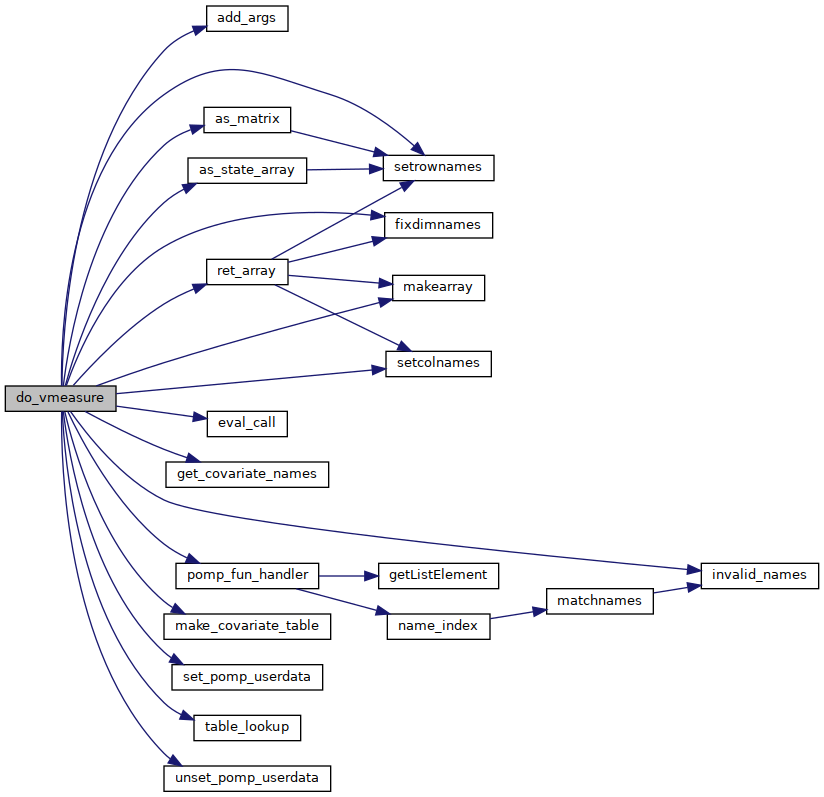 add_args
as_matrix
setrownames
as_state_array
fixdimnames
ret_array
makearray
setcolnames
do_vmeasure
eval_call
get_covariate_names
pomp_fun_handler
getListElement
invalid_names
matchnames
make_covariate_table
name_index
set_pomp_userdata
table_lookup
unset_pomp_userdata